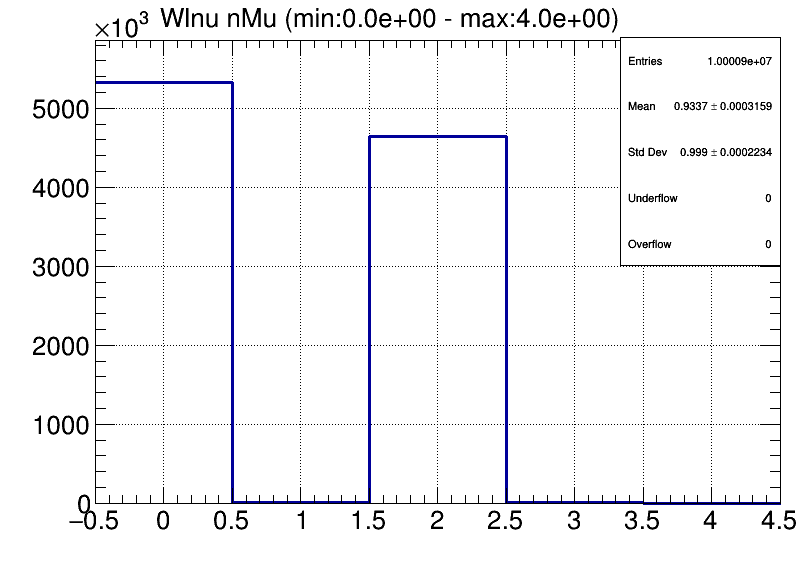 ×10³ Wlnu nMu (min:0.0e+00 - max:4.0e+00)
Entries 1.00009e+07
Mean 0.9337 ± 0.0003159
Std Dev 0.999 ± 0.0002234
Underflow 0
Overflow 0
5000
4000
3000
2000
1000
0
−0.5 0 0.5 1 1.5 2 2.5 3 3.5 4 4.5